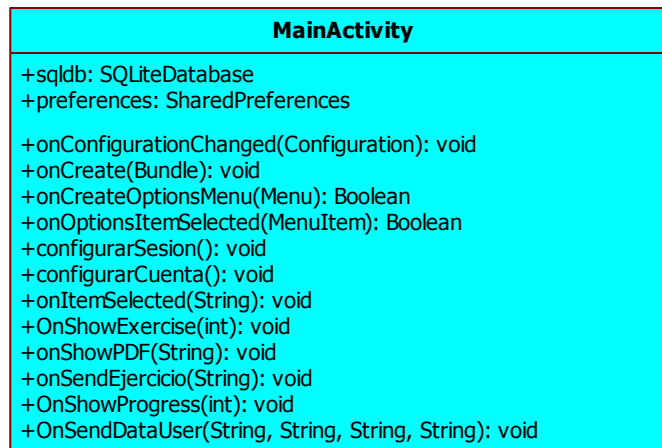 MainActivity
+sqldb: SQLiteDatabase
+preferences: SharedPreferences
+onConfigurationChanged(Configuration): void
+onCreate(Bundle): void
+onCreateOptionsMenu(Menu): Boolean
+onOptionsItemSelected(MenuItem): Boolean
+configurarSesion(): void
+configurarCuenta(): void
+onItemSelected(String): void
+OnShowExercise(int): void
+onShowPDF(String): void
+onSendEjercicio(String): void
+OnShowProgress(int): void
+OnSendDataUser(String, String, String, String): void